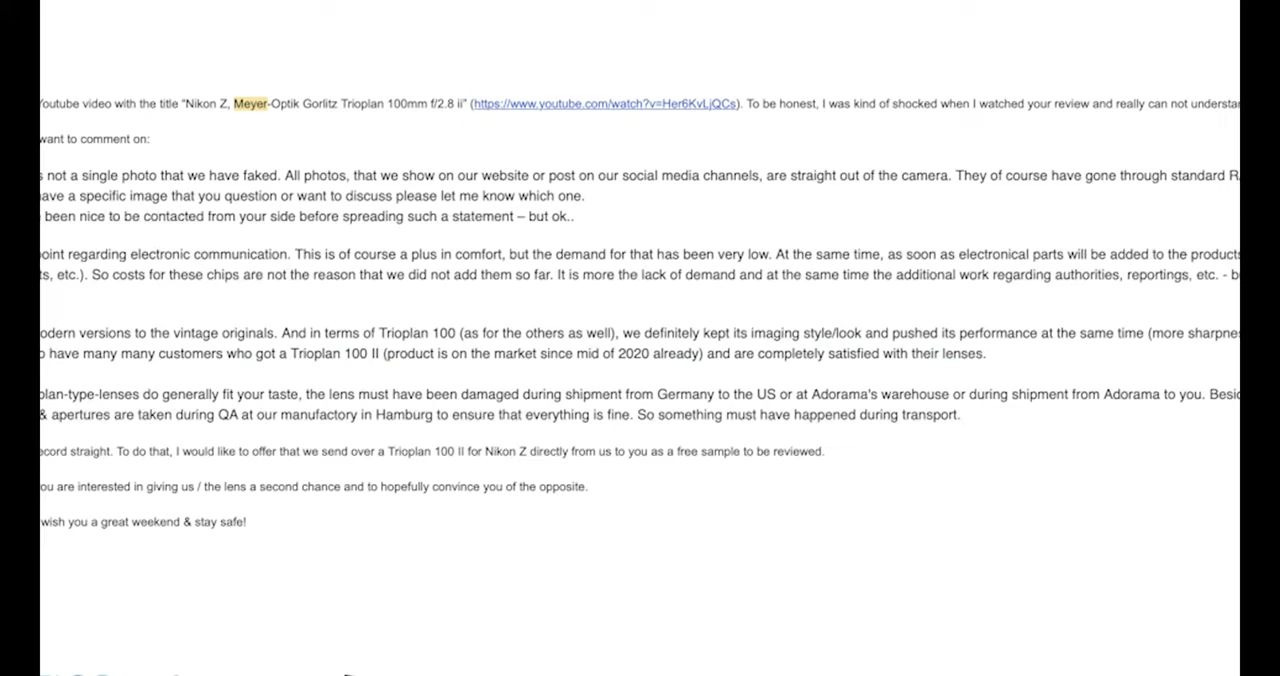 Youtube video with the title "Nikon Z, Meyer-Optik Gorlitz Trioplan 100mm f/2.8 ii" (https://www.youtube.com/watch?v=Her6KvLjQCs). To be honest, I was kind of shocked when I watched your review and really can not understan
want to comment on:
s not a single photo that we have faked. All photos, that we show on our website or post on our social media channels, are straight out of the camera. They of course have gone through standard R
ave a specific image that you question or want to discuss please let me know which one.
been nice to be contacted from your side before spreading such a statement – but ok..
oint regarding electronic communication. This is of course a plus in comfort, but the demand for that has been very low. At the same time, as soon as electronical parts will be added to the products
ts, etc.). So costs for these chips are not the reason that we did not add them so far. It is more the lack of demand and at the same time the additional work regarding authorities, reportings, etc. - b
odern versions to the vintage originals. And in terms of Trioplan 100 (as for the others as well), we definitely kept its imaging style/look and pushed its performance at the same time (more sharpnes
o have many many customers who got a Trioplan 100 II (product is on the market since mid of 2020 already) and are completely satisfied with their lenses.
plan-type-lenses do generally fit your taste, the lens must have been damaged during shipment from Germany to the US or at Adorama's warehouse or during shipment from Adorama to you. Besid
& apertures are taken during QA at our manufactory in Hamburg to ensure that everything is fine. So something must have happened during transport.
ecord straight. To do that, I would like to offer that we send over a Trioplan 100 II for Nikon Z directly from us to you as a free sample to be reviewed.
ou are interested in giving us / the lens a second chance and to hopefully convince you of the opposite.
wish you a great weekend & stay safe!